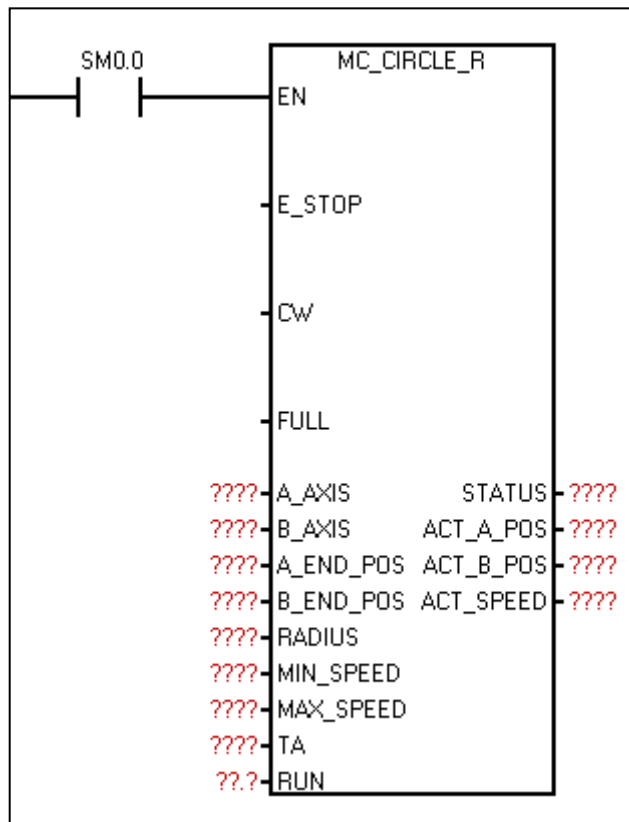 SM0.0
MC_CIRCLE_R
EN
E_STOP
CW
FULL
???? A_AXIS STATUS ????
???? B_AXIS ACT_A_POS ????
???? A_END_POS ACT_B_POS ????
???? B_END_POS ACT_SPEED ????
???? RADIUS
???? MIN_SPEED
???? MAX_SPEED
???? TA
??.? RUN